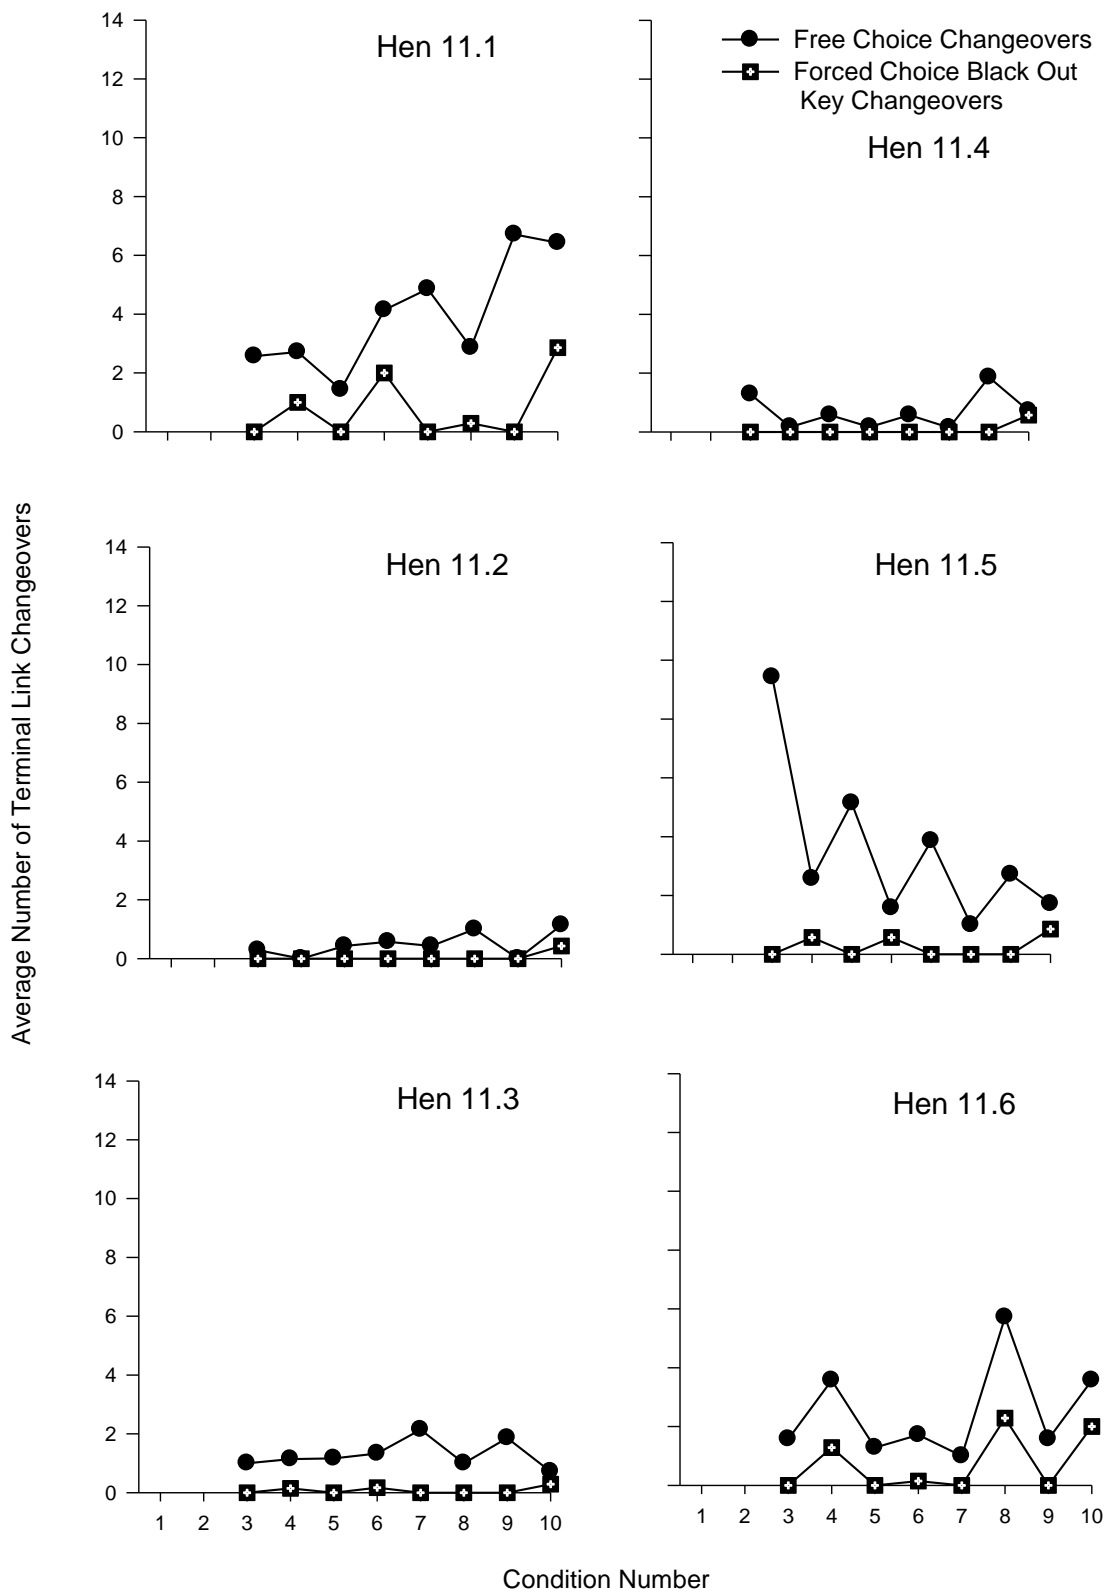 14
12
10
8
6
4
2
0
Hen 11.1
Free Choice Changeovers
Forced Choice Black Out
Key Changeovers
Hen 11.4
Average Number of Terminal Link Changeovers
14
12
10
8
6
4
2
0
Hen 11.2
Hen 11.5
14
12
10
8
6
4
2
0
Hen 11.3
1 2 3 4 5 6 7 8 9 10
Hen 11.6
1 2 3 4 5 6 7 8 9 10
Condition Number